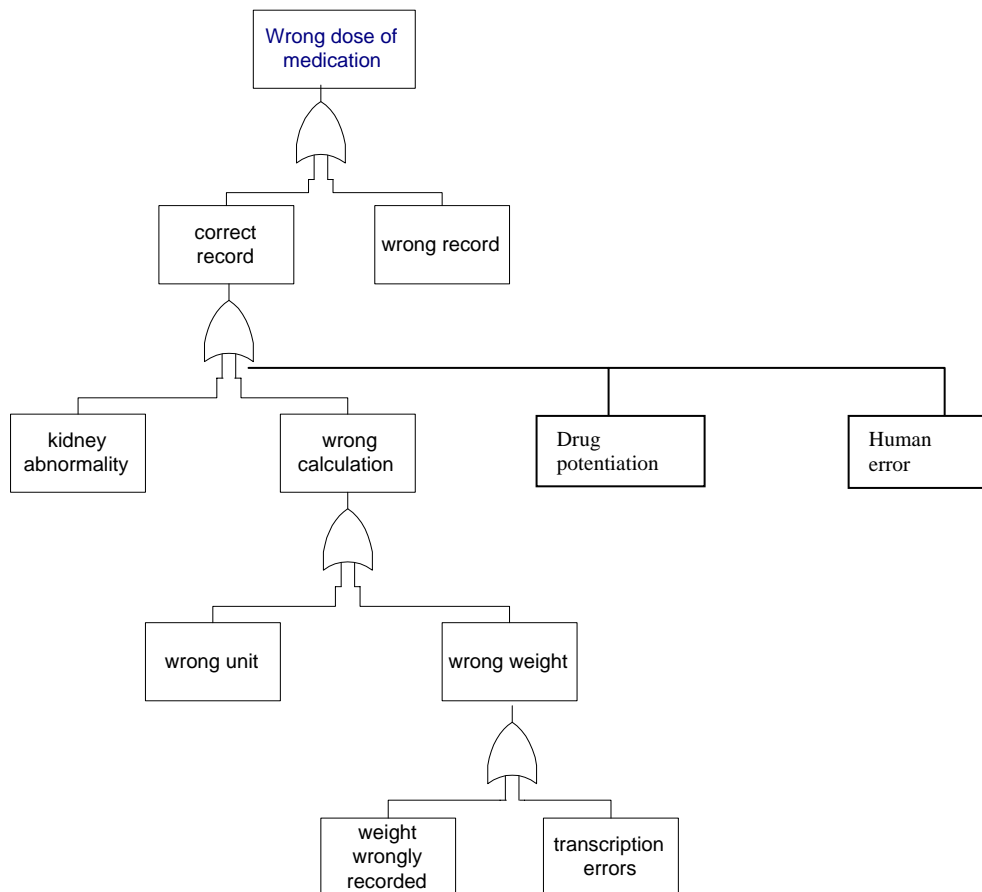 Wrong dose of
medication
correct
record
wrong record
kidney
abnormality
wrong
calculation
Drug
potentiation
Human
error
wrong unit
wrong weight
weight
wrongly
recorded
transcription
errors